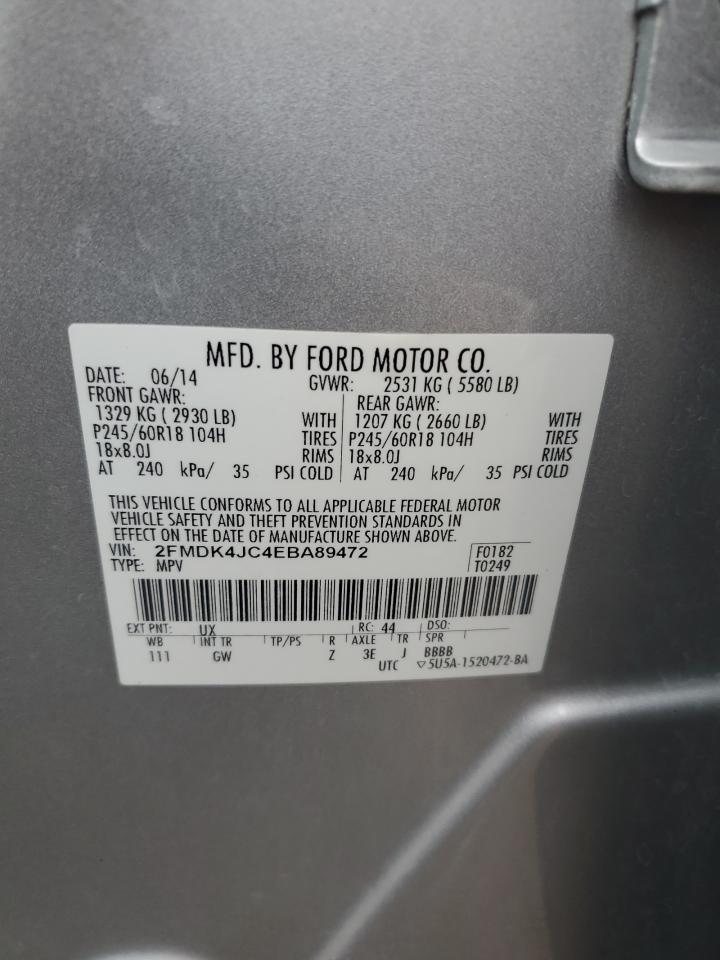 MFD. BY FORD MOTOR CO.
DATE: 06/14 GVWR: 2531 KG ( 5580 LB)
FRONT GAWR: REAR GAWR:
1329 KG ( 2930 LB) WITH 1207 KG ( 2660 LB) WITH
P245/60R18 104H TIRES P245/60R18 104H TIRES
18x8.0J RIMS 18x8.0J RIMS
AT 240 kPa/ 35 PSI COLD AT 240 kPa/ 35 PSI COLD
THIS VEHICLE CONFORMS TO ALL APPLICABLE FEDERAL MOTOR
VEHICLE SAFETY AND THEFT PREVENTION STANDARDS IN
EFFECT ON THE DATE OF MANUFACTURE SHOWN ABOVE.
VIN: 2FMDK4JC4EBA89472 F0182
TYPE: MPV T0249
EXT PNT: UX RC: 44 DSO:
WB INT TR TP/PS R AXLE TR SPR
111 GW Z 3E J BBBB
UTC ▽5U5A-1520472-BA